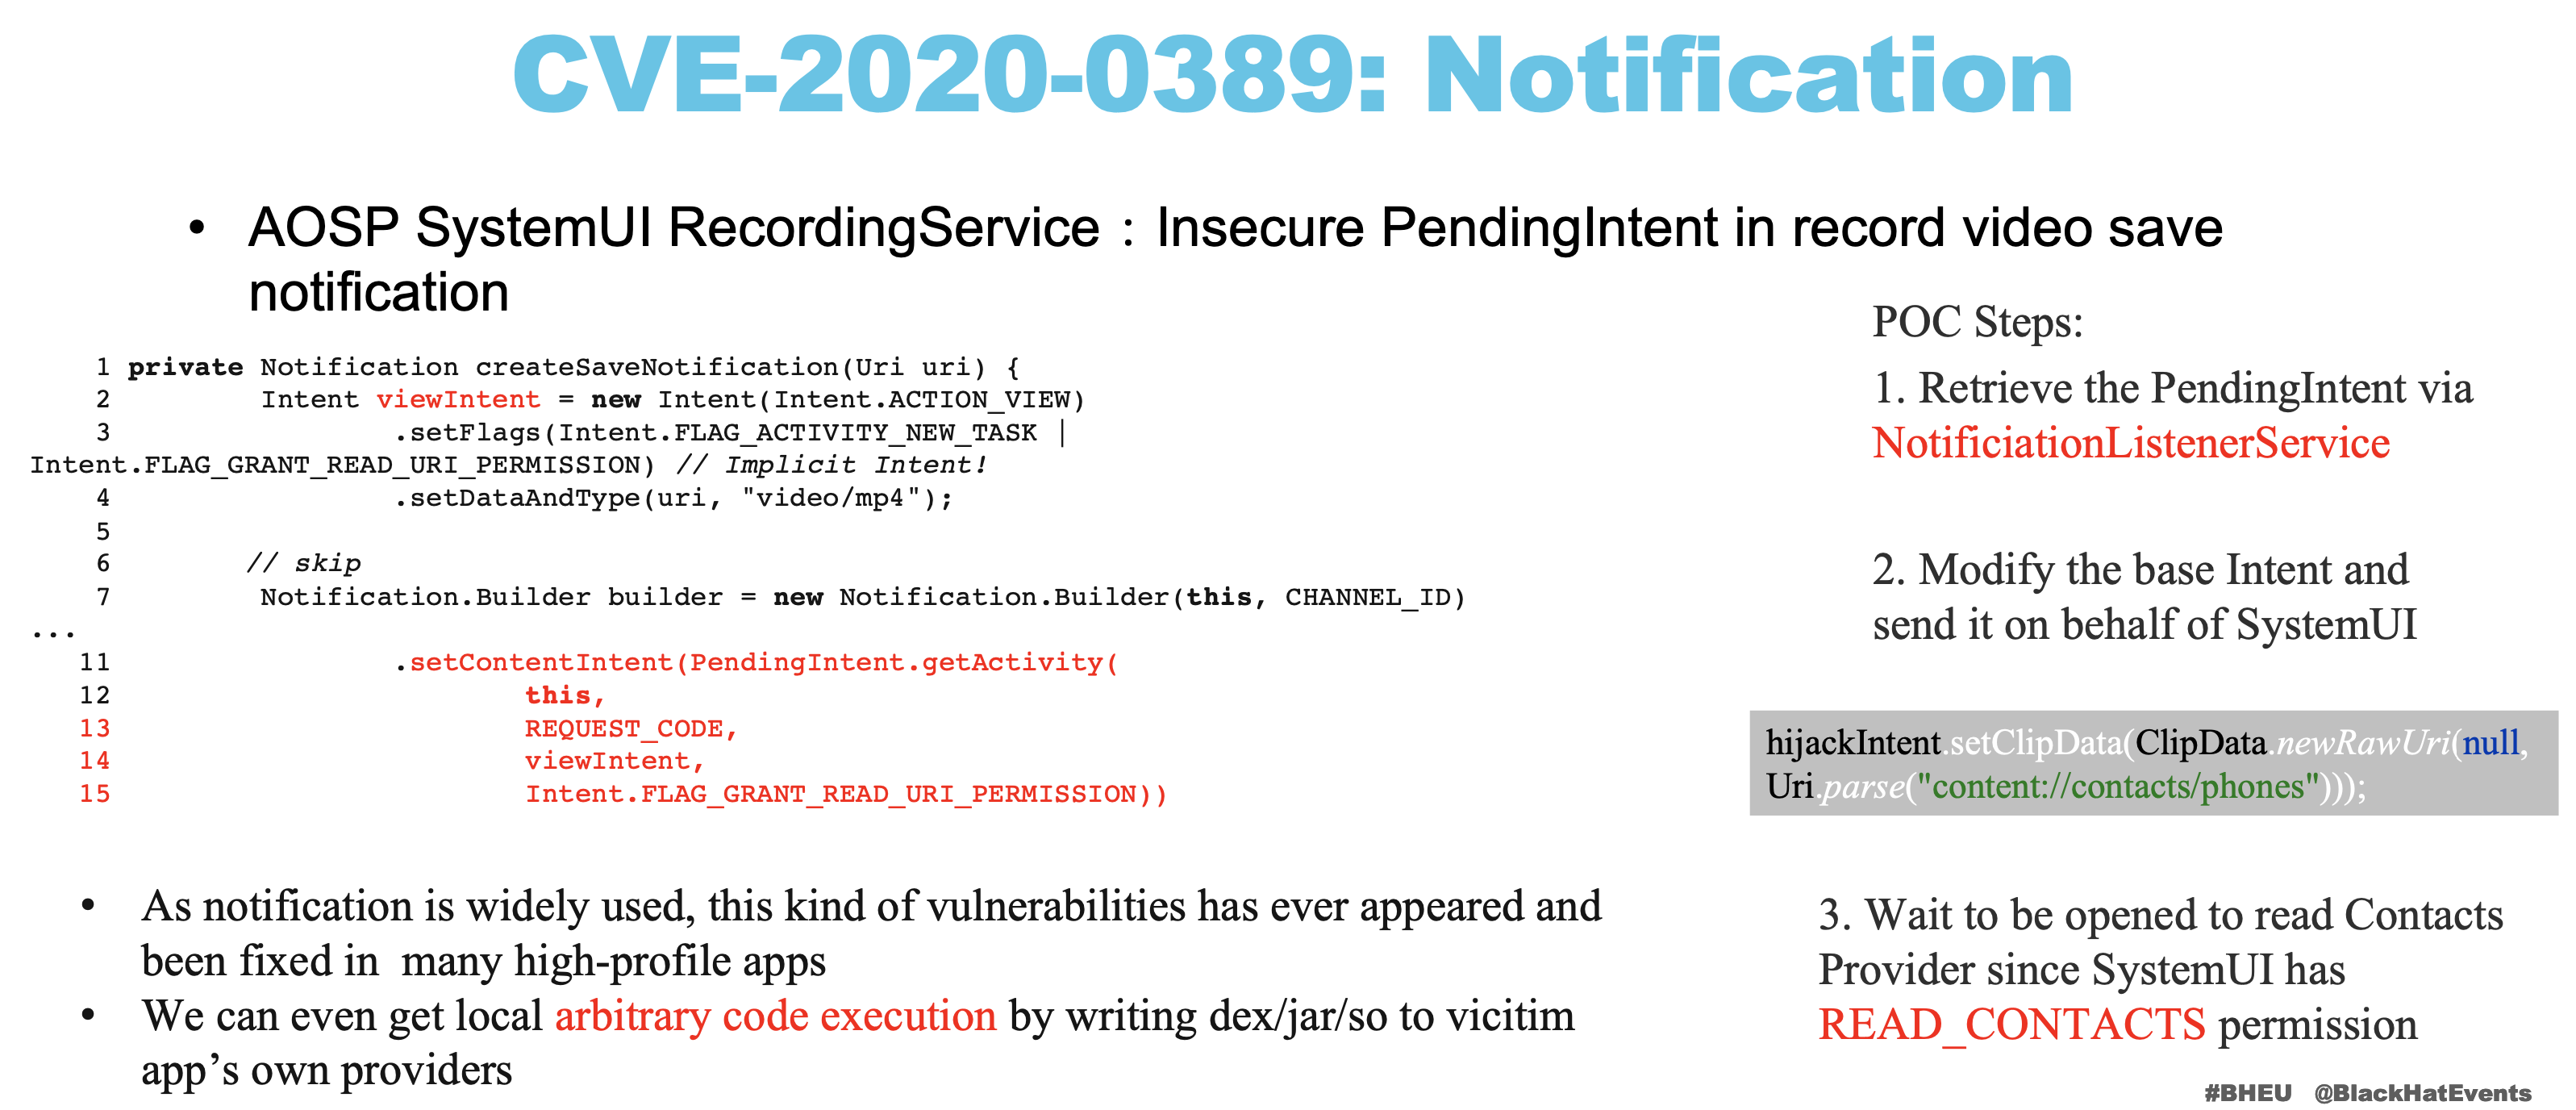 CVE-2020-0389: Notification
• AOSP SystemUI RecordingService：Insecure PendingIntent in record video save
notification
1 private Notification createSaveNotification(Uri uri) {
2 Intent viewIntent = new Intent(Intent.ACTION_VIEW)
3 .setFlags(Intent.FLAG_ACTIVITY_NEW_TASK |
Intent.FLAG_GRANT_READ_URI_PERMISSION) // Implicit Intent!
4 .setDataAndType(uri, "video/mp4");
5
6 // skip
7 Notification.Builder builder = new Notification.Builder(this, CHANNEL_ID)
...
11 .setContentIntent(PendingIntent.getActivity(
12 this,
13 REQUEST_CODE,
14 viewIntent,
15 Intent.FLAG_GRANT_READ_URI_PERMISSION))
• As notification is widely used, this kind of vulnerabilities has ever appeared and
been fixed in many high-profile apps
• We can even get local arbitrary code execution by writing dex/jar/so to vicitim
app’s own providers
POC Steps:
1. Retrieve the PendingIntent via
NotificiationListenerService
2. Modify the base Intent and
send it on behalf of SystemUI
hijackIntent.setClipData(ClipData.newRawUri(null,
Uri.parse("content://contacts/phones")));
3. Wait to be opened to read Contacts
Provider since SystemUI has
READ_CONTACTS permission
#BHEU @BlackHatEvents